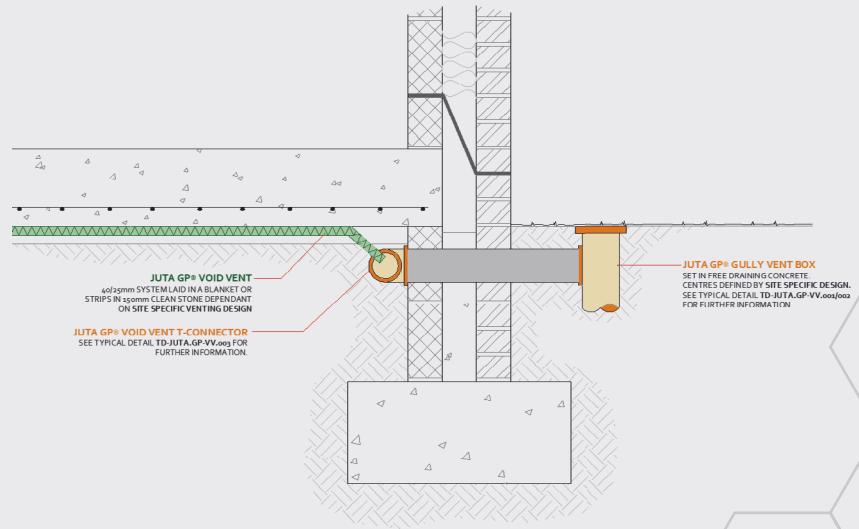 JUTA GP® VOID VENT
40/25mm SYSTEM LAID IN A BLANKET OR
STRIPS IN 150mm CLEAN STONE DEPENDANT
ON SITE SPECIFIC VENTING DESIGN
JUTA GP® VOID VENT T-CONNECTOR
SEE TYPICAL DETAIL TD-JUTA.GP-VV.003 FOR
FURTHER INFORMATION.
JUTA GP® GULLY VENT BOX
SET IN FREE DRAINING CONCRETE.
CENTRES DEFINED BY SITE SPECIFIC DESIGN.
SEE TYPICAL DETAIL TD-JUTA.GP-VV.001/002
FOR FURTHER INFORMATION